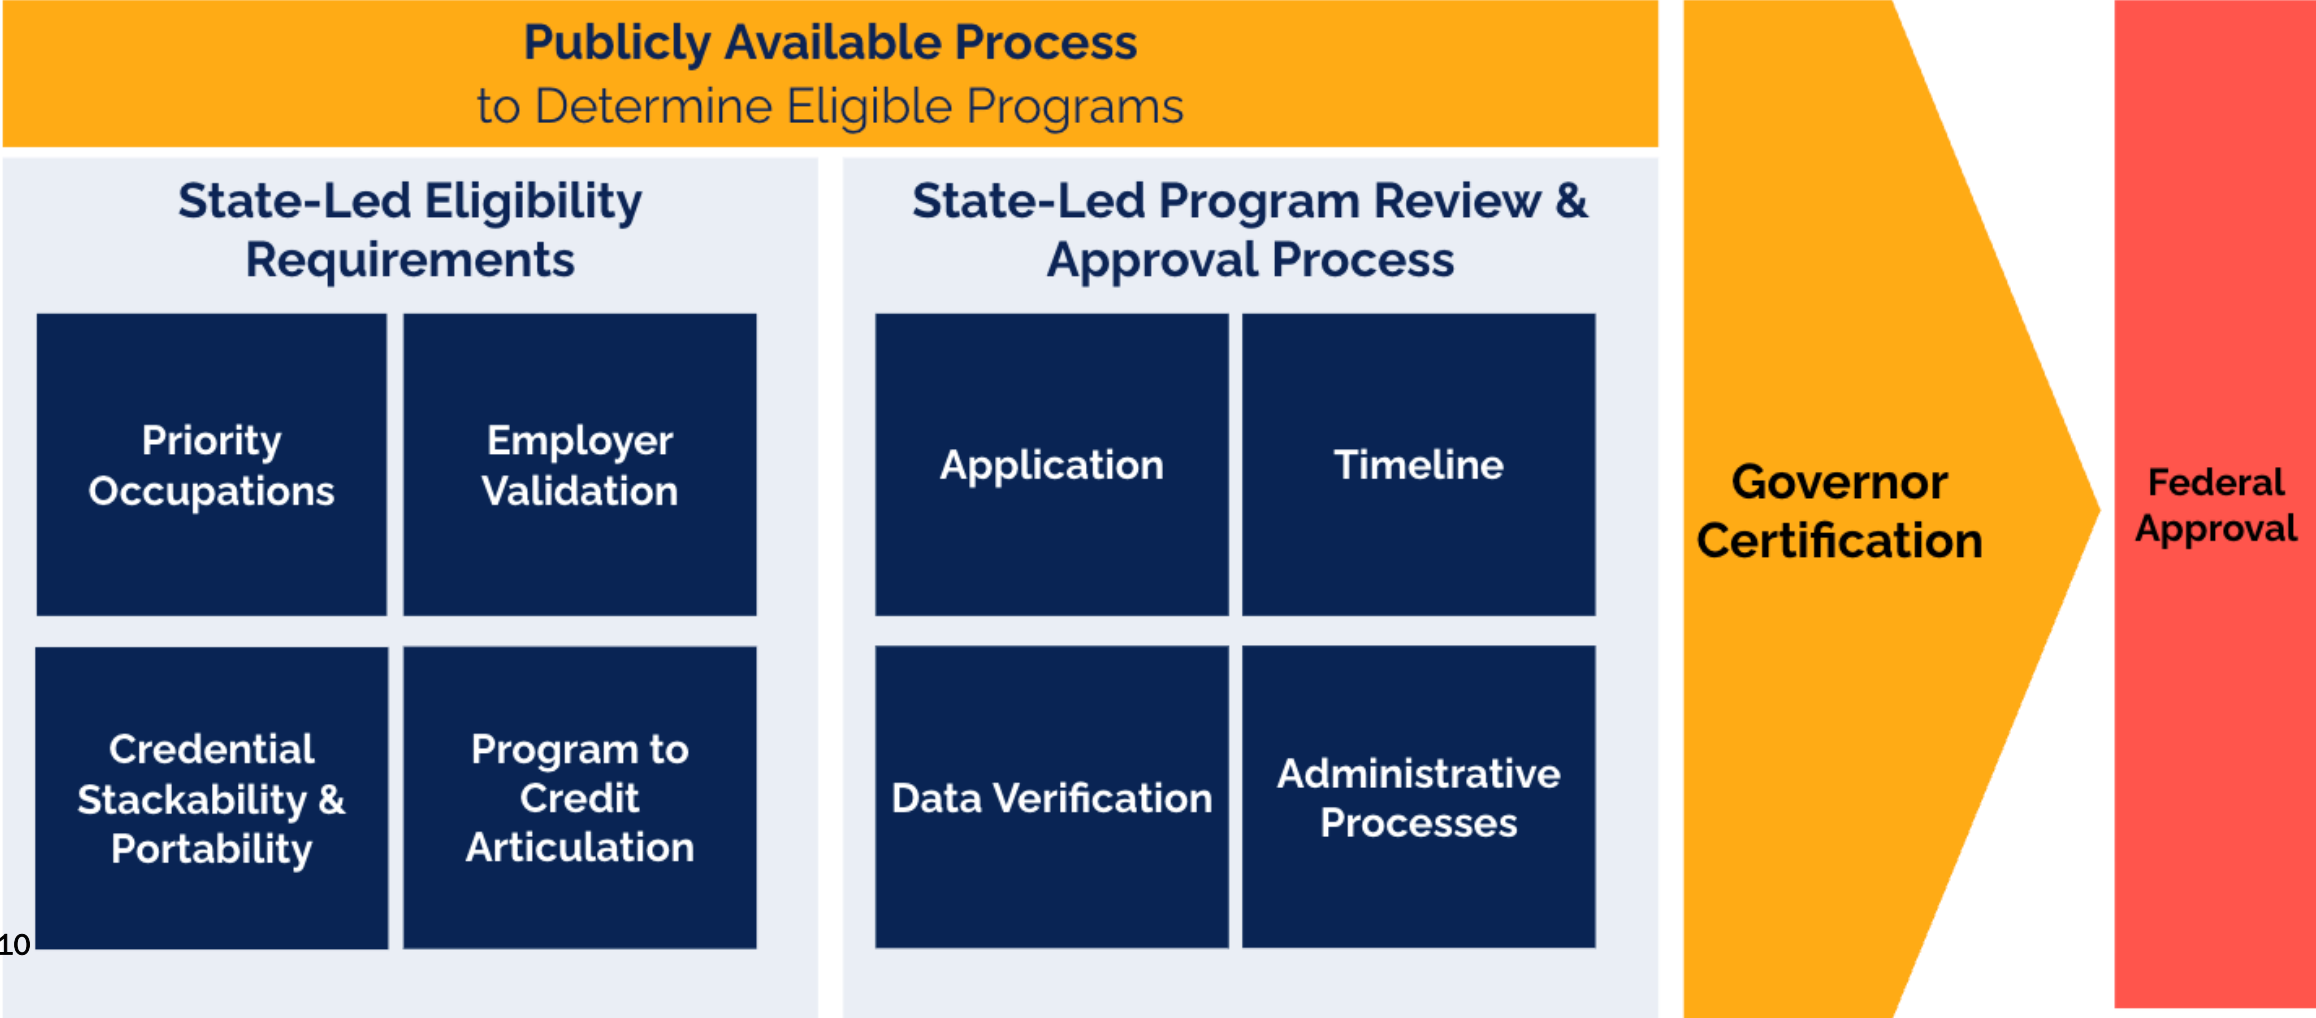 Publicly Available Process
to Determine Eligible Programs
State-Led Eligibility
Requirements
Priority
Occupations
Employer
Validation
Credential
Stackability &
Portability
Program to
Credit
Articulation
State-Led Program Review &
Approval Process
Application
Timeline
Data Verification
Administrative
Processes
Governor
Certification
Federal
Approval
10